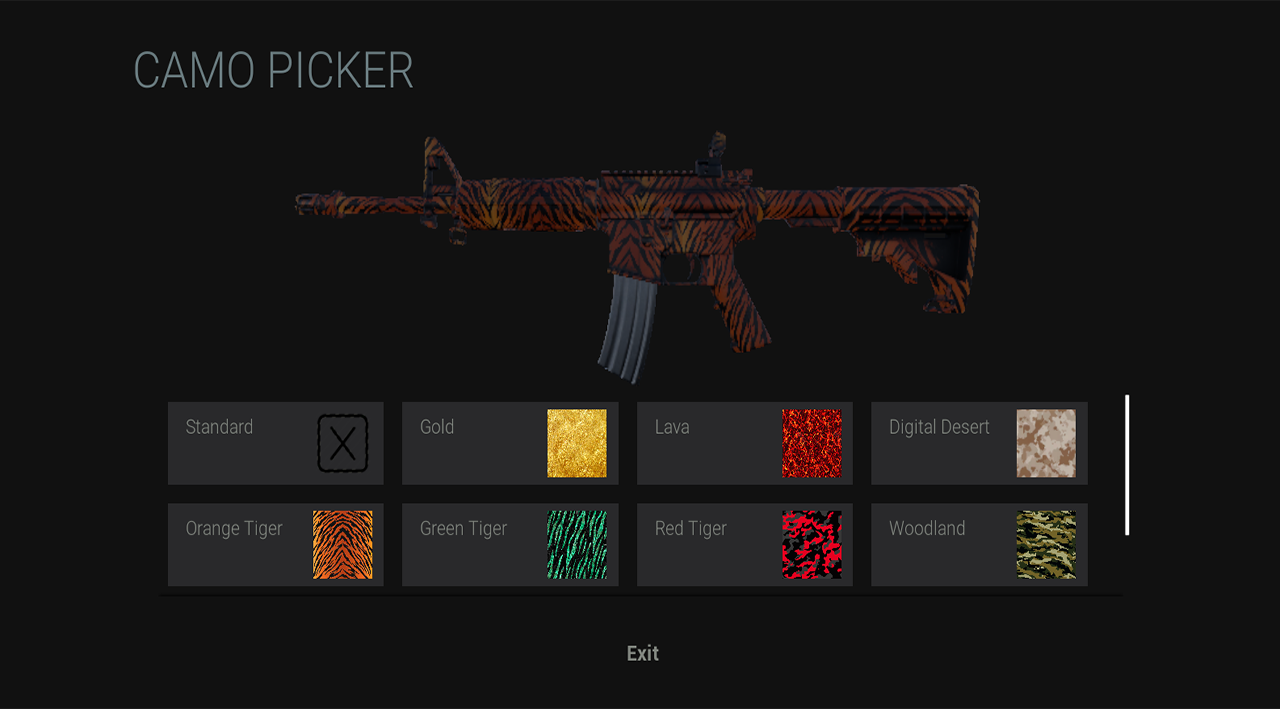 CAMO PICKER
Standard
Gold
Lava
Digital Desert
Orange Tiger
Green Tiger
Red Tiger
Woodland
Exit